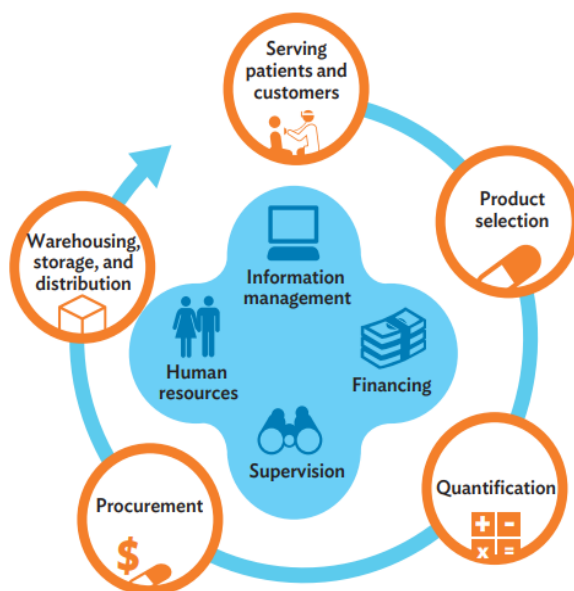 Serving
patients and
customers
Product
selection
Quantification
+ -
x =
Procurement
$
Warehousing,
storage, and
distribution
Information
management
Human
resources
Financing
Supervision